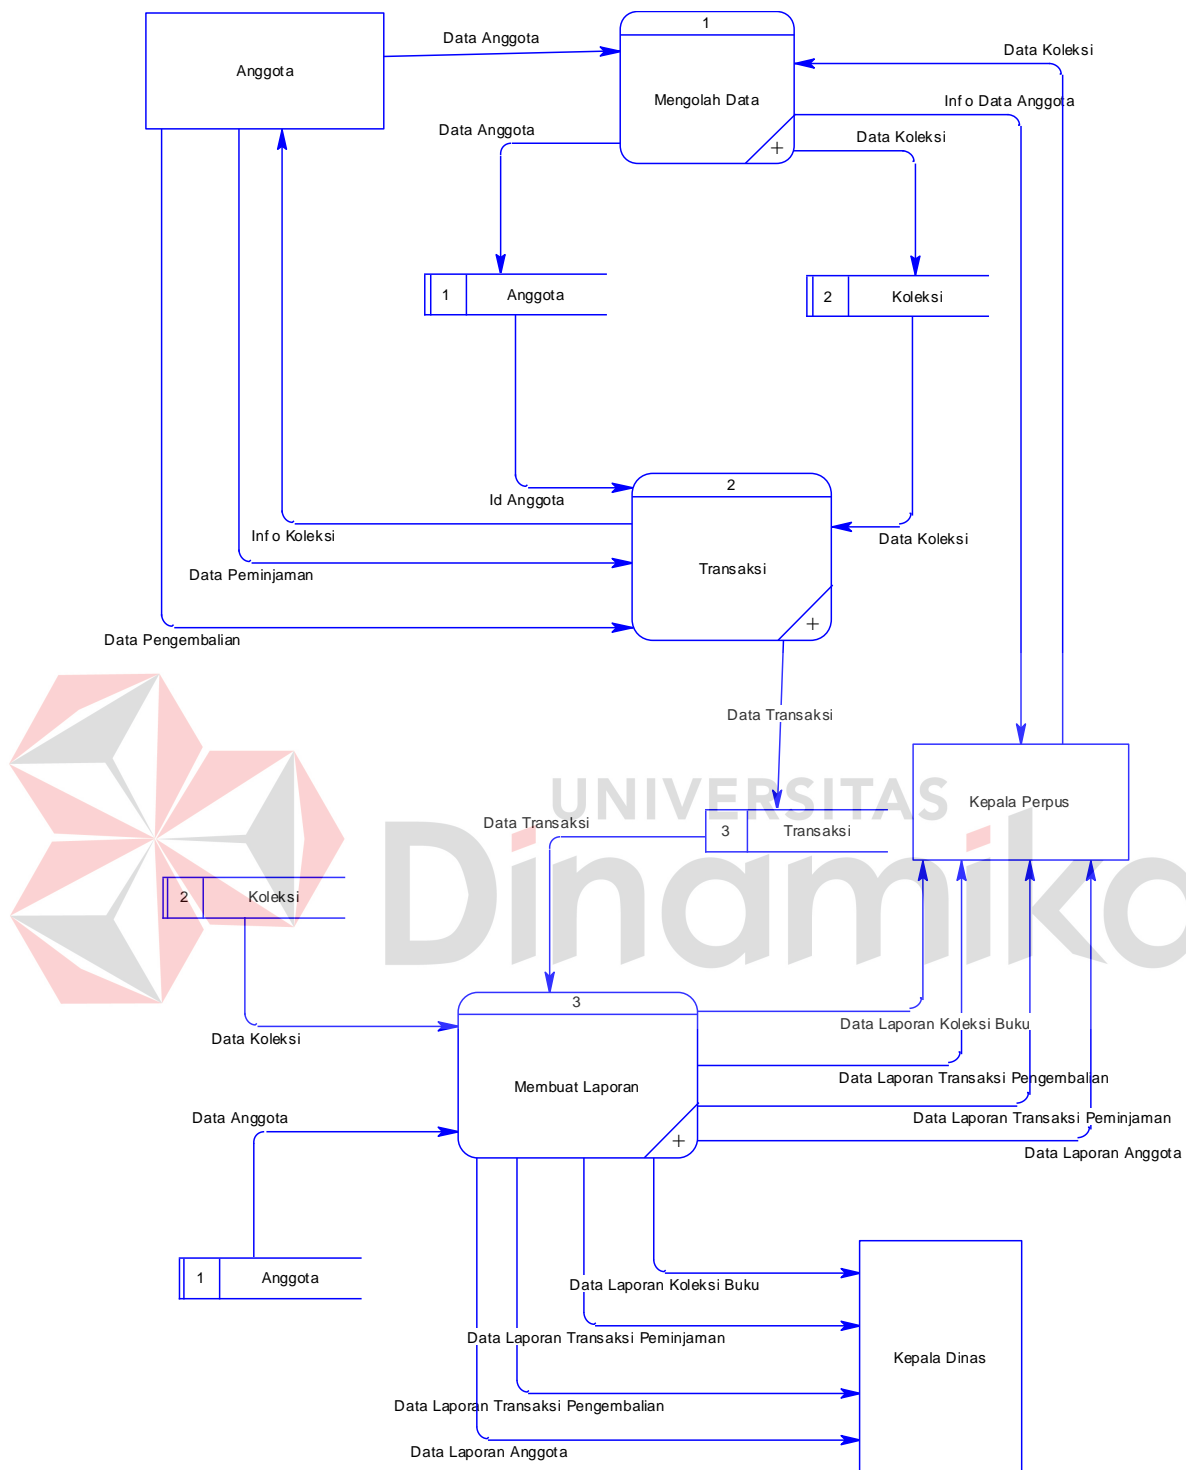 1
Data Anggota
Data Koleksi
Anggota
Mengolah Data
Info Data Anggota
Data Anggota
Data Koleksi
+
1
Anggota
2
Koleksi
2
Id Anggota
Info Koleksi
Data Koleksi
Transaksi
Data Peminjaman
+
Data Pengembalian
Data Transaksi
UNIVERSITAS
Dinamika
Kepala Perpus
Data Transaksi
3
Transaksi
2
Koleksi
3
Data Laporan Koleksi Buku
Data Koleksi
Data Laporan Transaksi Pengembalian
Membuat Laporan
Data Anggota
Data Laporan Transaksi Peminjaman
+
Data Laporan Anggota
1
Anggota
Data Laporan Koleksi Buku
Data Laporan Transaksi Peminjaman
Kepala Dinas
Data Laporan Transaksi Pengembalian
Data Laporan Anggota